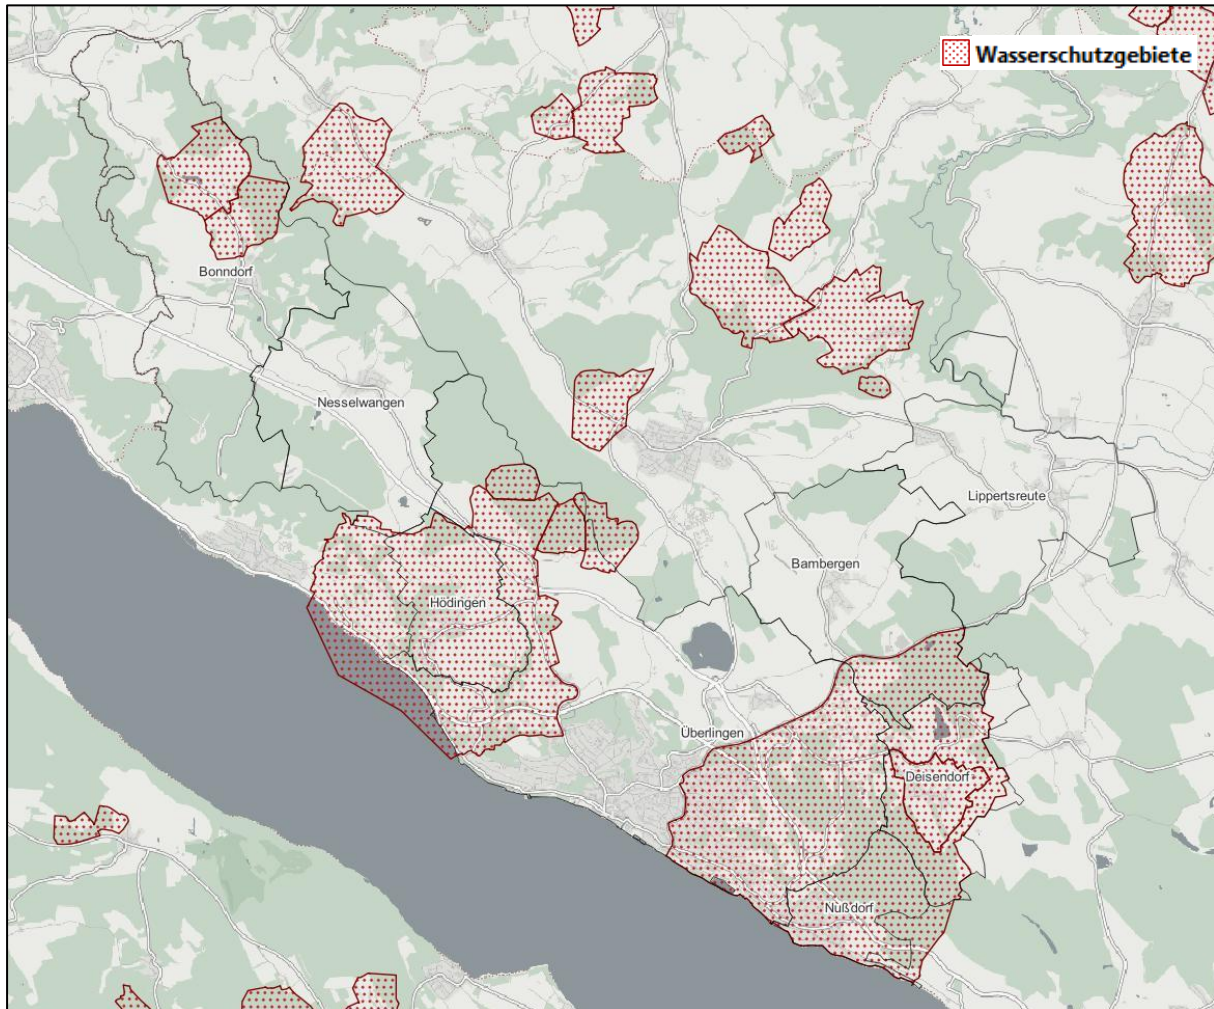 Wasserschutzgebiete
Bonndorf
Nesselwangen
Lippertsreute
Bambergen
Hödingen
Überlingen
Deisendorf
Nußdorf